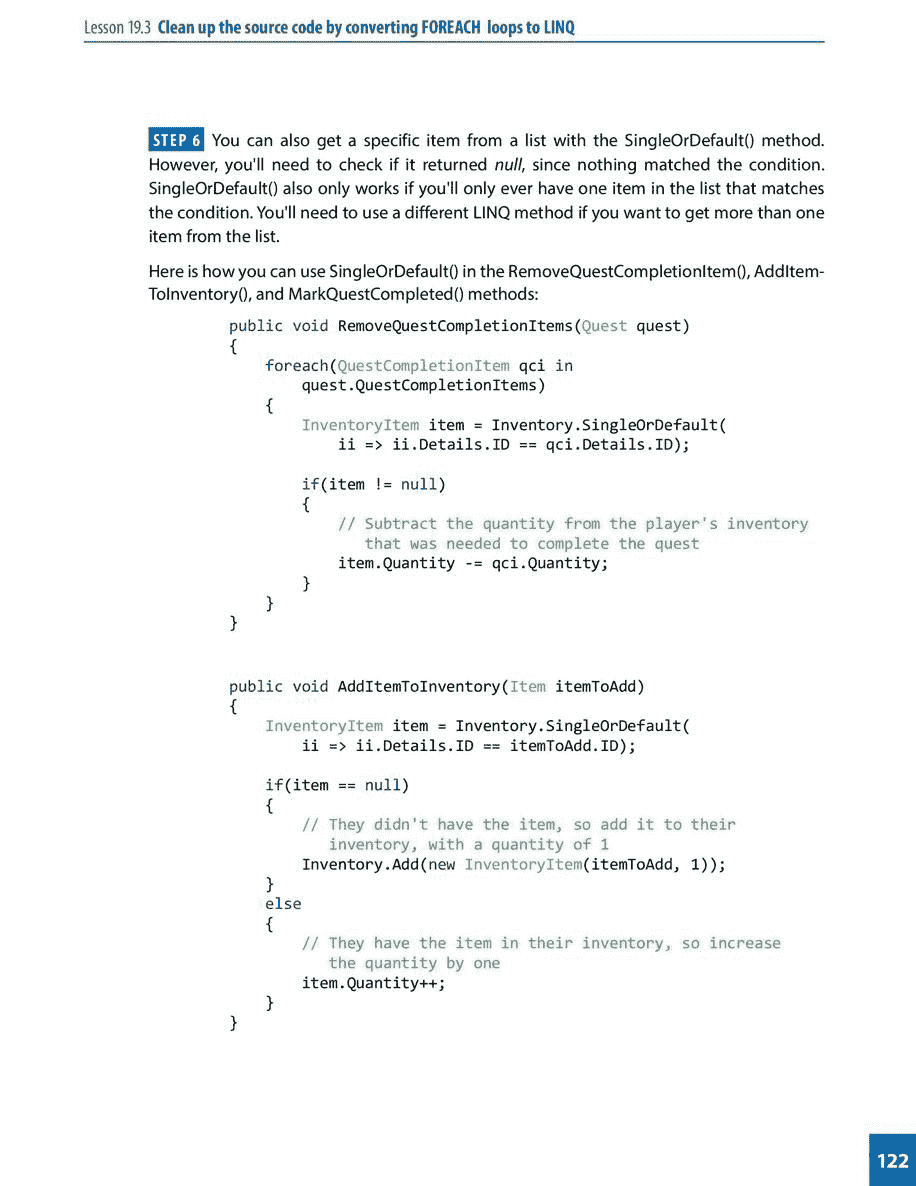 Lesson 19.3 Clean up the source code by converting FOREACH loops to LINQ
STEP 6 You can also get a specific item from a list with the SingleOrDefault() method.
However, you'll need to check if it returned null, since nothing matched the condition.
SingleOrDefault() also only works if you'll only ever have one item in the list that matches
the condition. You'll need to use a different LINQ method if you want to get more than one
item from the list.
Here is how you can use SingleOrDefault() in the RemoveQuestCompletionItem(), AddItem-
ToInventory(), and MarkQuestCompleted() methods:
public void RemoveQuestCompletionItems(Quest quest)
{
    foreach(QuestCompletionItem qci in
        quest.QuestCompletionItems)
    {
        InventoryItem item = Inventory.SingleOrDefault(
            ii => ii.Details.ID == qci.Details.ID);
        if(item != null)
        {
            // Subtract the quantity from the player's inventory
               that was needed to complete the quest
            item.Quantity -= qci.Quantity;
        }
    }
}
public void AddItemToInventory(Item itemToAdd)
{
    InventoryItem item = Inventory.SingleOrDefault(
        ii => ii.Details.ID == itemToAdd.ID);
    if(item == null)
    {
        // They didn't have the item, so add it to their
           inventory, with a quantity of 1
        Inventory.Add(new InventoryItem(itemToAdd, 1));
    }
    else
    {
        // They have the item in their inventory, so increase
           the quantity by one
        item.Quantity++;
    }
}
122